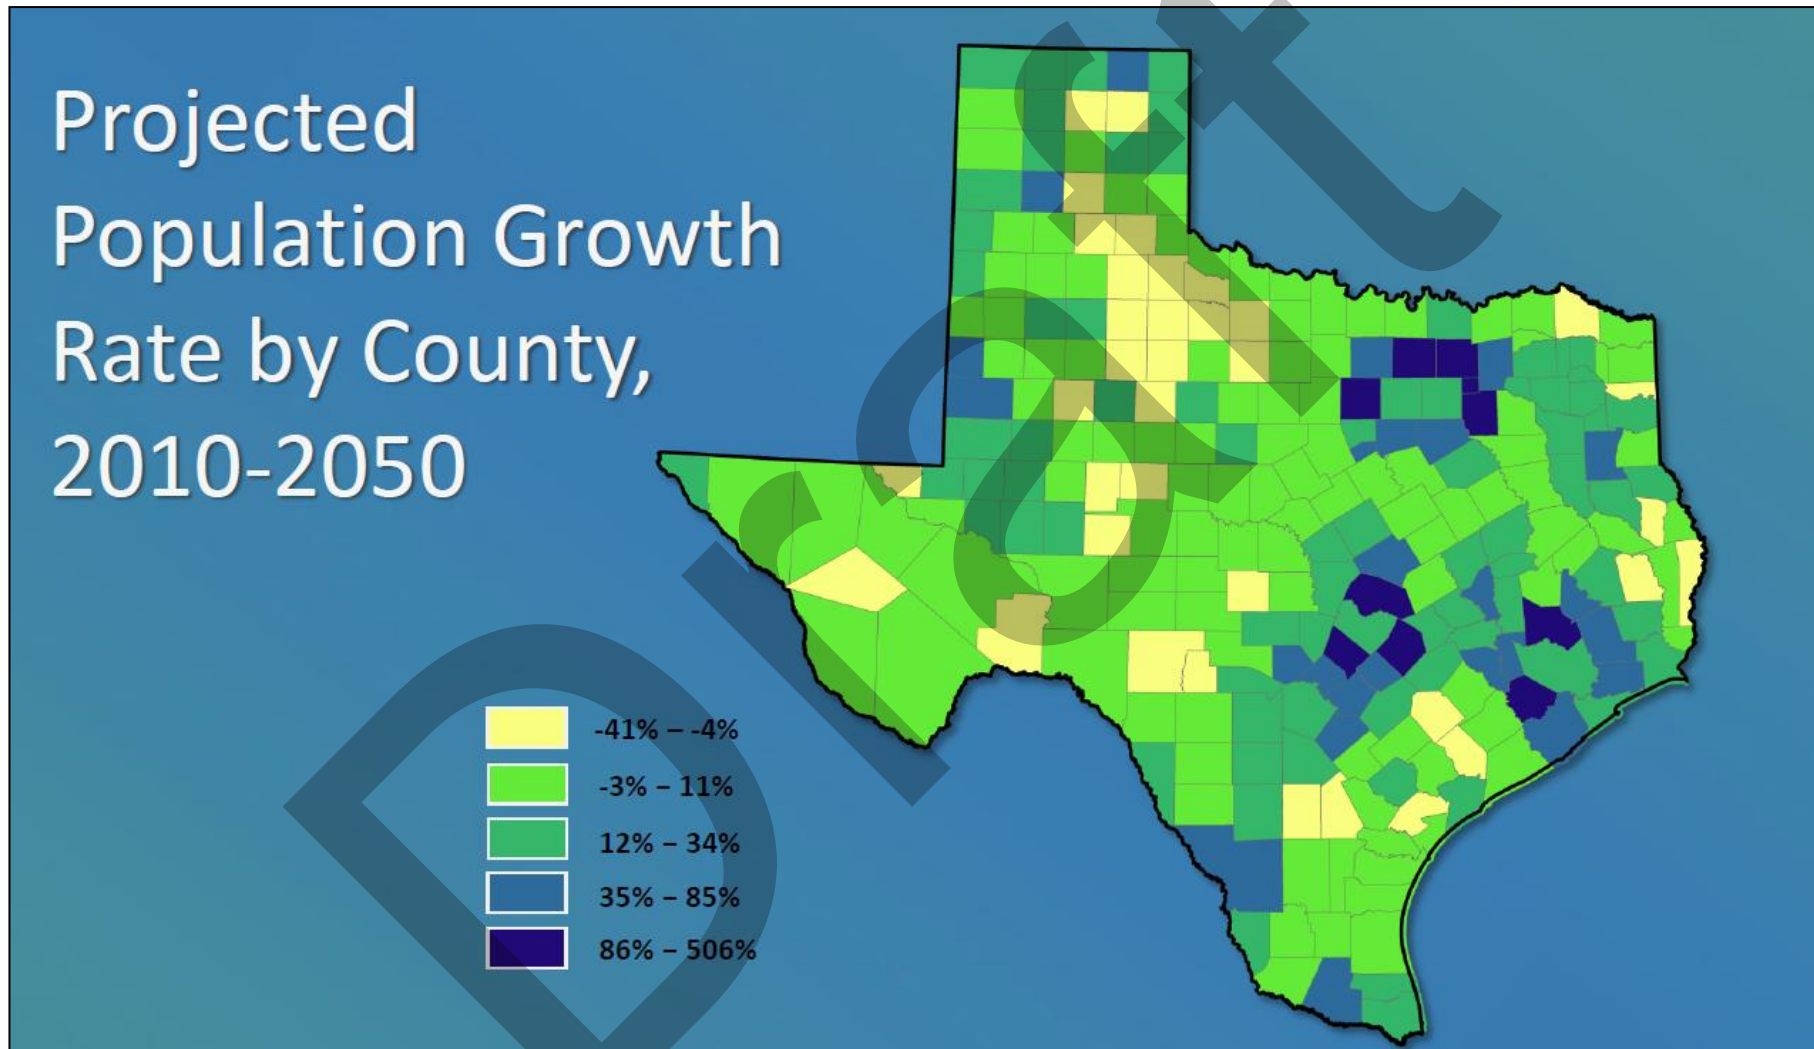 Projected
Population Growth
Rate by County,
2010-2050
-41% – -4%
-3% – 11%
12% – 34%
35% – 85%
86% – 506%
Draft